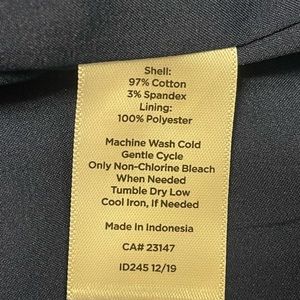 Shell:
97% Cotton
3% Spandex
Lining:
100% Polyester
Machine Wash Cold
Gentle Cycle
Only Non-Chlorine Bleach
When Needed
Tumble Dry Low
Cool Iron, If Needed
Made In Indonesia
CA# 23147
ID245 12/19